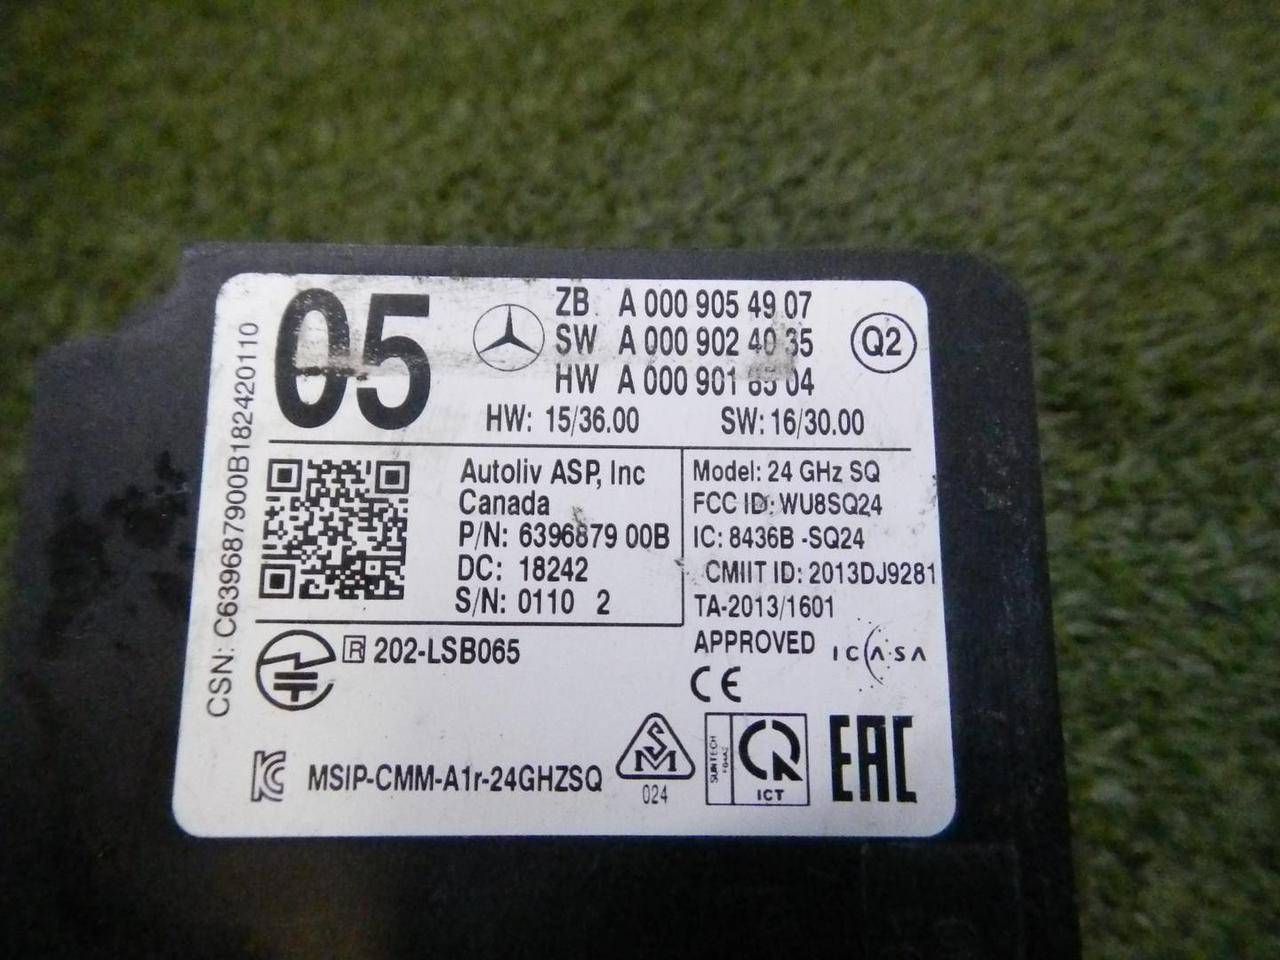 05
ZB A 000 905 49 07
SW A 000 902 40 35
HW A 000 901 85 04
Q2
HW: 15/36.00 SW: 16/30.00
CSN: C639687900B182420110
Autoliv ASP, Inc
Canada
P/N: 6396879 00B
DC: 18242
S/N: 0110 2
Model: 24 GHz SQ
FCC ID: WU8SQ24
IC: 8436B -SQ24
CMIIT ID: 2013DJ9281
TA-2013/1601
APPROVED
ICASA
R 202-LSB065
CE
MSIP-CMM-A1r-24GHZSQ
024
SUNTECH
ICT
EAC